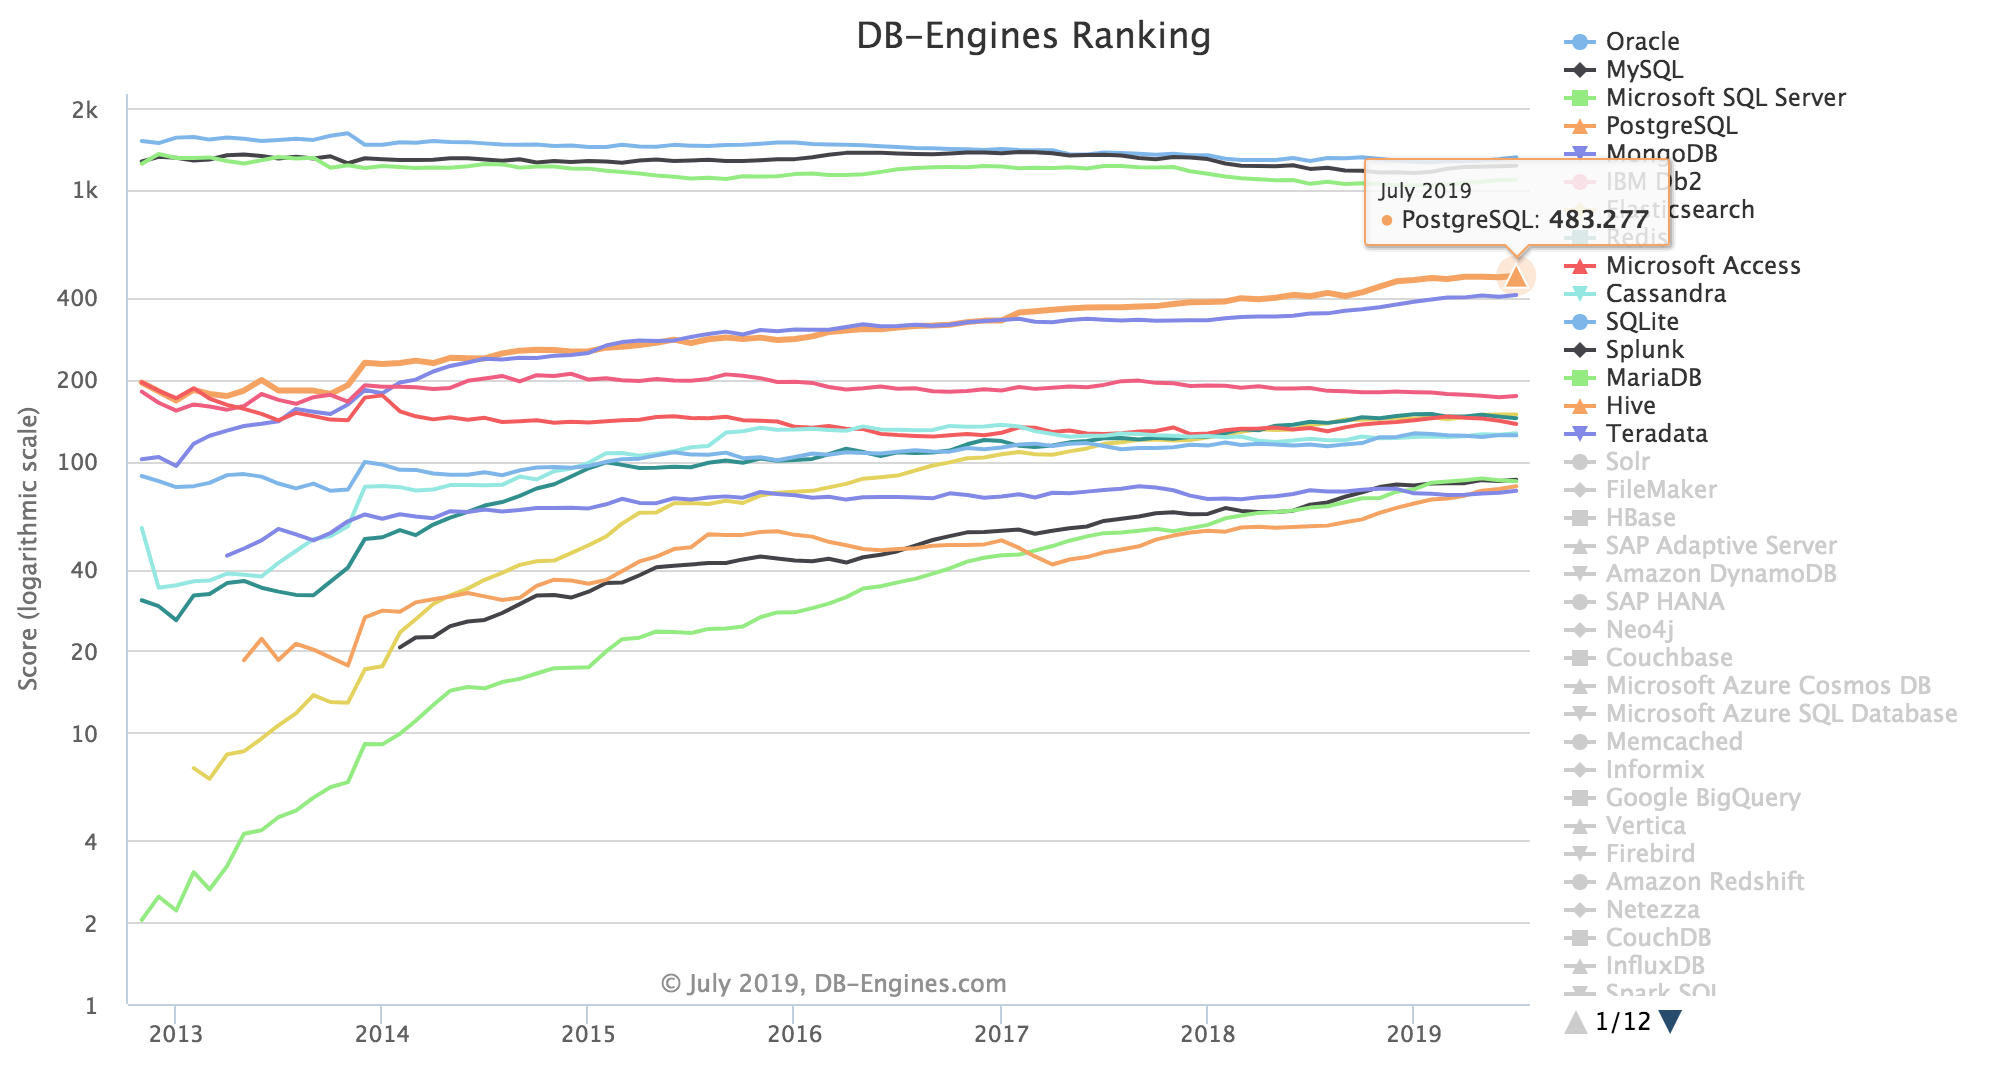 DB-Engines Ranking
Score (logarithmic scale)
2k
1k
400
200
100
40
20
10
4
2
1
2013
2014
2015
2016
2017
2018
2019
© July 2019, DB-Engines.com
July 2019
PostgreSQL: 483.277
Oracle
MySQL
Microsoft SQL Server
PostgreSQL
MongoDB
IBM Db2
Elasticsearch
Redis
Microsoft Access
Cassandra
SQLite
Splunk
MariaDB
Hive
Teradata
Solr
FileMaker
HBase
SAP Adaptive Server
Amazon DynamoDB
SAP HANA
Neo4j
Couchbase
Microsoft Azure Cosmos DB
Microsoft Azure SQL Database
Memcached
Informix
Google BigQuery
Vertica
Firebird
Amazon Redshift
Netezza
CouchDB
InfluxDB
Spark SQL
1/12